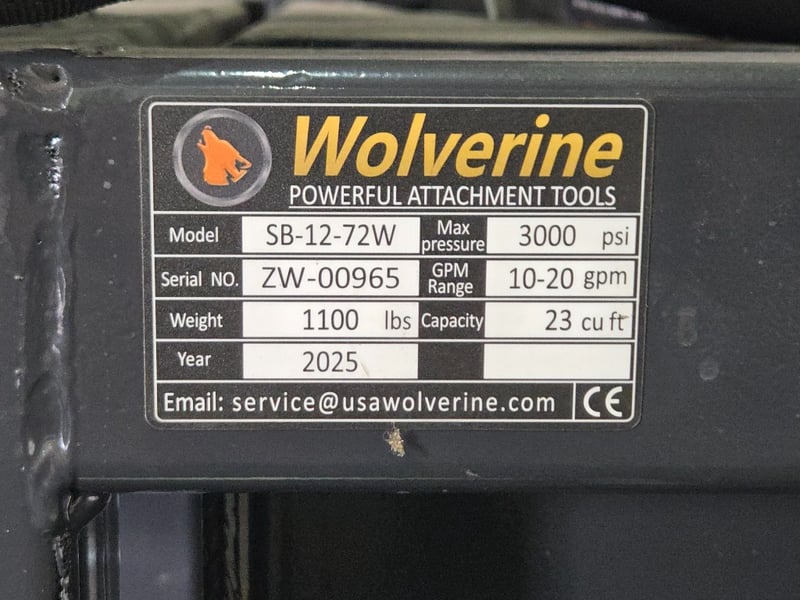 Wolverine
POWERFUL ATTACHMENT TOOLS
Model SB-12-72W Max pressure 3000 psi
Serial NO. ZW-00965 GPM Range 10-20 gpm
Weight 1100 lbs Capacity 23 cu ft
Year 2025
Email: service@usawolverine.com CE